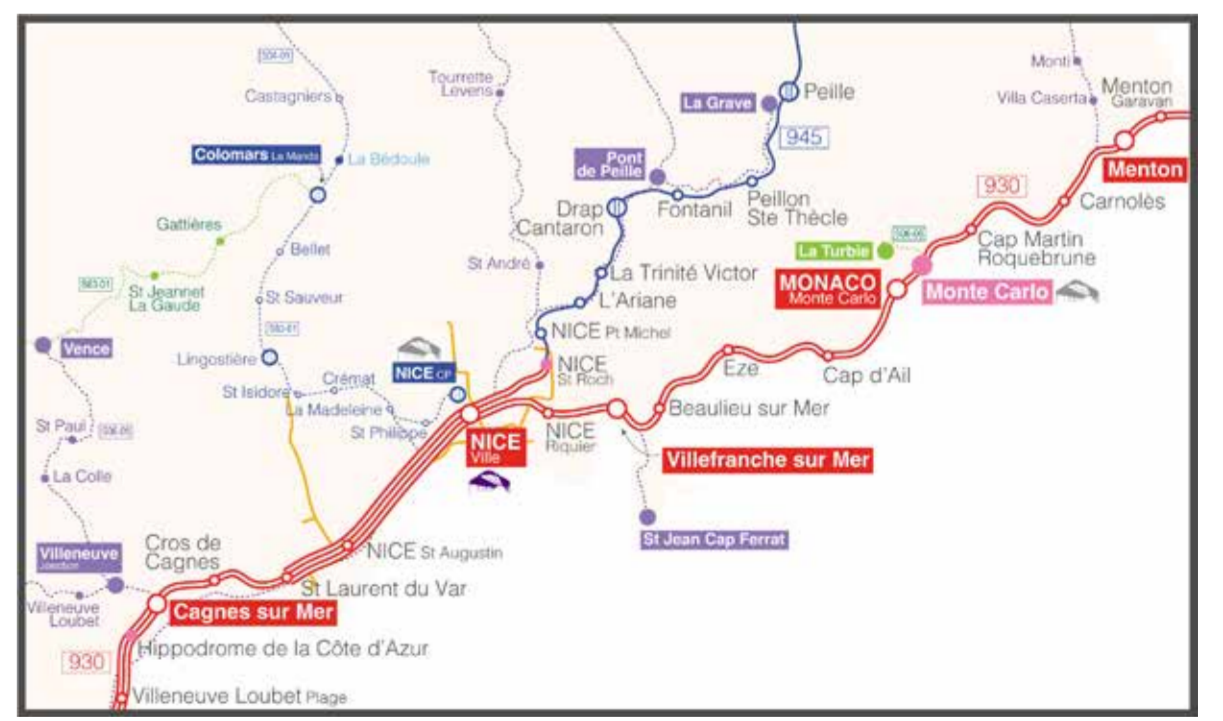 504-01
Castagniers
Colomars La Manda
La Bédoule
Gattières
Bellet
St Jeannet
La Gaude
St Sauveur
Vence
Lingostière
St Isidore
Crémat
La Madeleine
St Philippe
NICE CP
St Paul
La Colle
Villeneuve
Jonction
Villeneuve
Loubet
Cros de
Cagnes
Cagnes sur Mer
Hippodrome de la Côte d'Azur
930
Villeneuve Loubet Plage
St Laurent du Var
NICE St Augustin
NICE
Ville
NICE
Riquier
Villefranche sur Mer
St Jean Cap Ferrat
Beaulieu sur Mer
Eze
Cap d'Ail
NICE
St Roch
NICE Pt Michel
L'Ariane
La Trinité Victor
St André
Tourrette
Levens
Drap
Cantaron
Pont
de Peille
Fontanil
Peillon
Ste Thècle
La Grave
Peille
945
La Turbie
MONACO
Monte Carlo
Monte Carlo
Cap Martin
Roquebrune
930
Carnolès
Menton
Menton
Garavan
Villa Caserta
Monti